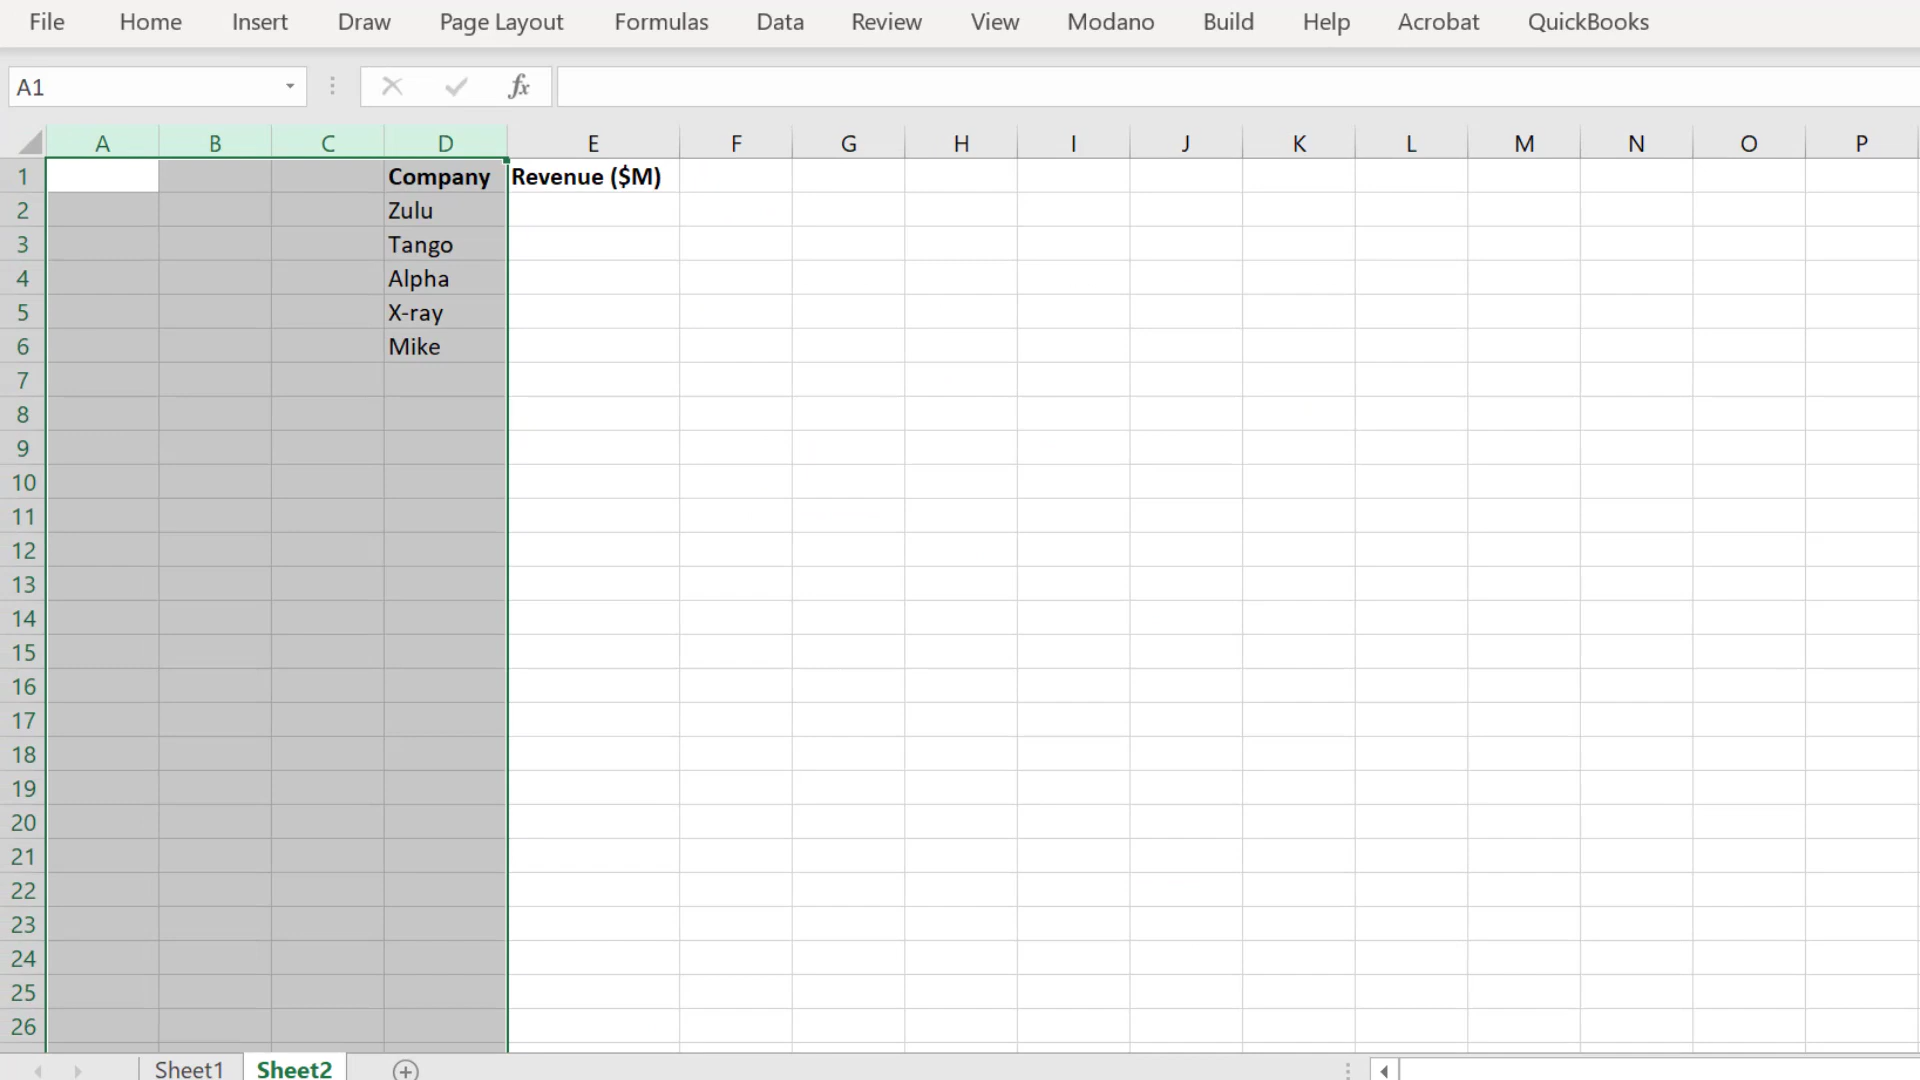 File Home Insert Draw Page Layout Formulas Data Review View Modano Build Help Acrobat QuickBooks
A1 fx
A B C D E F G H I J K L M N O P
1 Company Revenue ($M)
2 Zulu
3 Tango
4 Alpha
5 X-ray
6 Mike
7
8
9
10
11
12
13
14
15
16
17
18
19
20
21
22
23
24
25
26
Sheet1 Sheet2